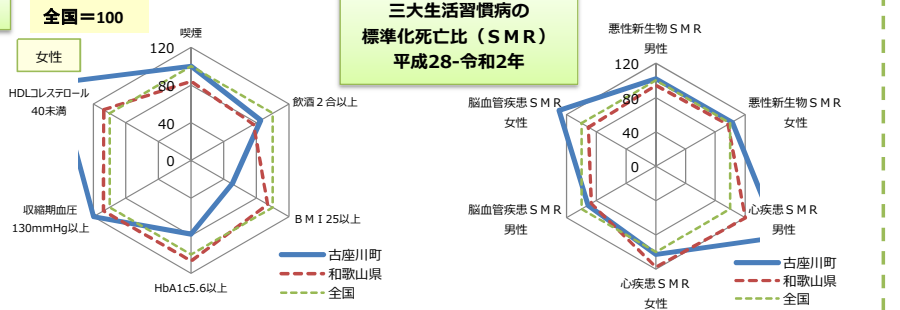 全国＝100
女性
喫煙
飲酒２合以上
ＢＭＩ25以上
HbA1c5.6以上
収縮期血圧
130mmHg以上
HDLコレステロール
40未満
120
80
40
0
古座川町
和歌山県
全国
三大生活習慣病の
標準化死亡比（ＳＭＲ）
平成28-令和2年
悪性新生物ＳＭＲ
男性
悪性新生物ＳＭＲ
女性
心疾患ＳＭＲ
男性
心疾患ＳＭＲ
女性
脳血管疾患ＳＭＲ
男性
脳血管疾患ＳＭＲ
女性
120
80
40
0
古座川町
和歌山県
全国